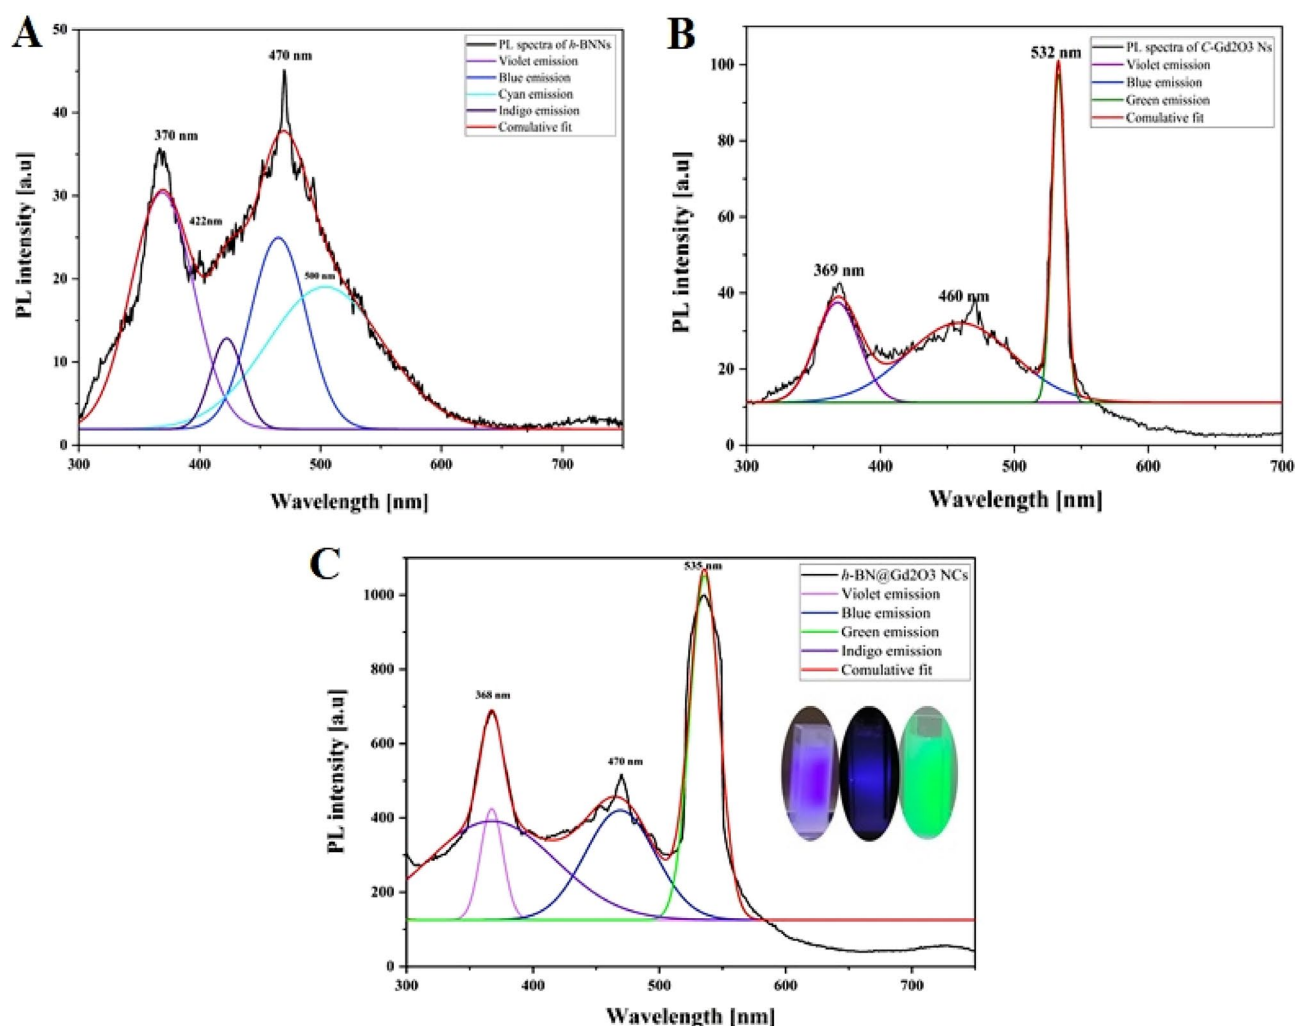 A
50
40
30
20
10
0
PL intensity [a.u]
370 nm
422nm
470 nm
500 nm
PL spectra of h-BNNs
Violet emission
Blue emission
Cyan emission
Indigo emission
Comulative fit
300
400
500
600
700
Wavelength [nm]
B
100
80
60
40
20
0
PL intensity [a.u]
369 nm
460 nm
532 nm
PL spectra of C-Gd2O3 Ns
Violet emission
Blue emission
Green emission
Comulative fit
300
400
500
600
700
Wavelength [nm]
C
1000
800
600
400
200
0
PL intensity [a.u]
368 nm
470 nm
535 nm
h-BN@Gd2O3 NCs
Violet emission
Blue emission
Green emission
Indigo emission
Comulative fit
300
400
500
600
700
Wavelength [nm]